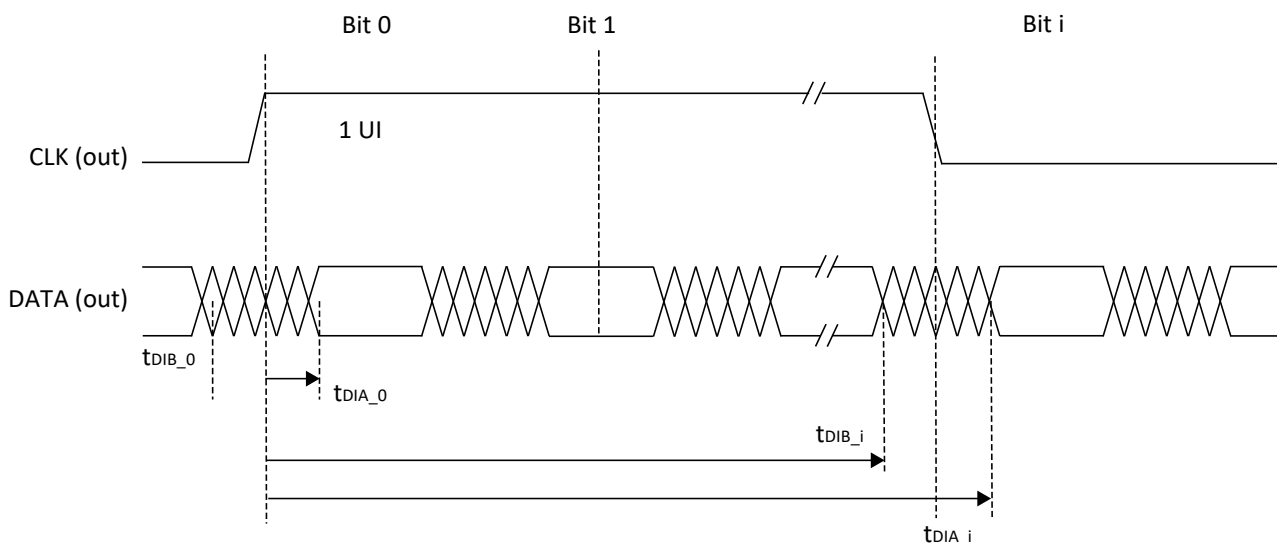 Bit 0
Bit 1
Bit i
1 UI
CLK (out)
DATA (out)
tDIB_0
tDIA_0
tDIB_i
tDIA_i